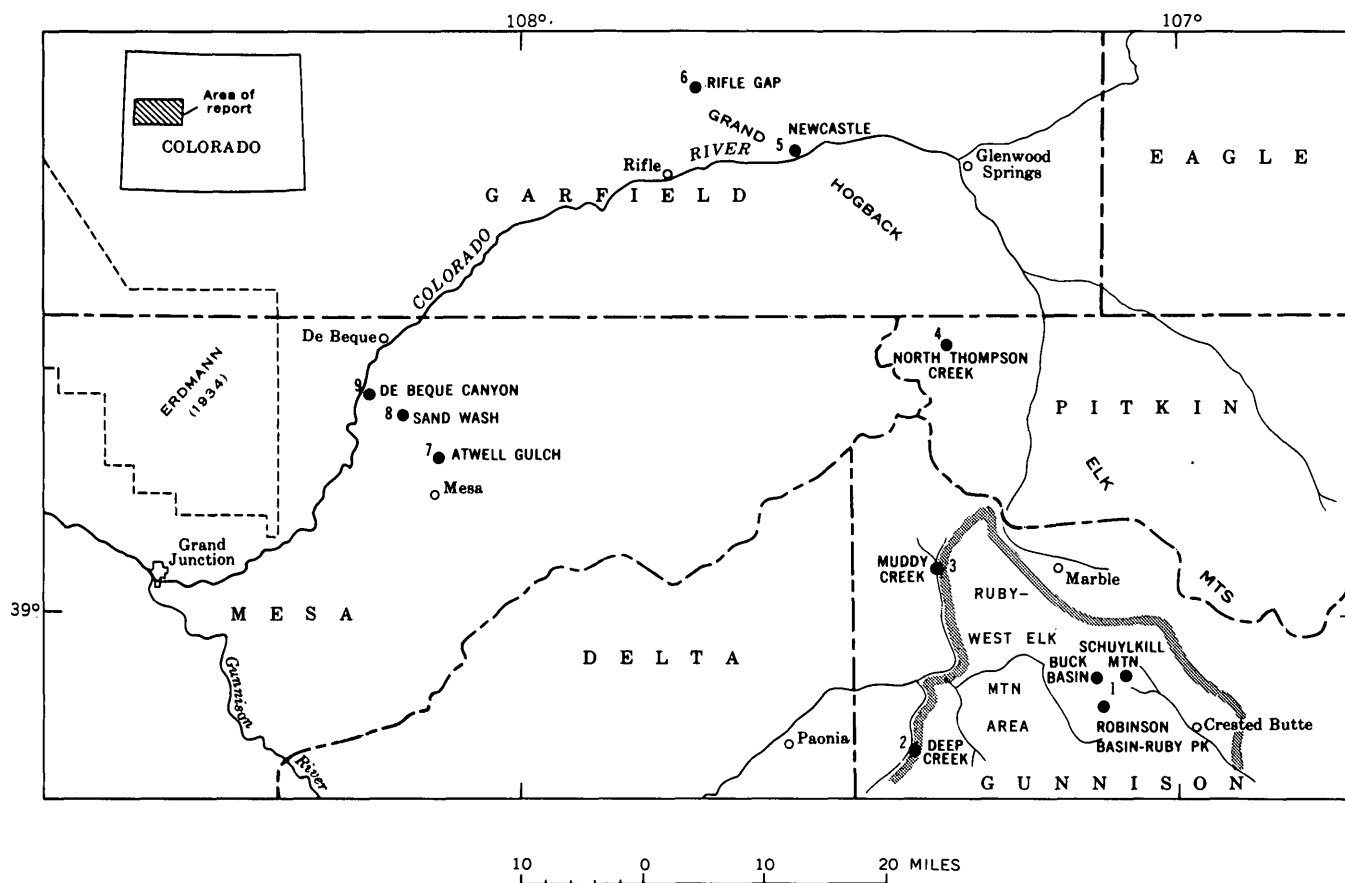 108°
107°
Area of
report
COLORADO
6
RIFLE GAP
GRAND
NEWCASTLE
5
RIVER
Rifle
Glenwood
Springs
E A G L E
G A R F I E L D
HOGBACK
COLORADO
De Beque
4
NORTH THOMPSON
CREEK
ERDMANN
(1934)
9
DE BEQUE CANYON
8
SAND WASH
P I T K I N
7
ATWELL GULCH
Mesa
ELK
Grand
Junction
MUDDY
CREEK
3
Marble
MTS
RUBY–
39°
M E S A
WEST ELK
SCHUYLKILL
MTN
BUCK
BASIN
1
D E L T A
Gunnison
MTN
AREA
ROBINSON
BASIN-RUBY PK
Crested Butte
Paonia
2
DEEP
CREEK
River
G U N N I S O N
10 0 10 20 MILES